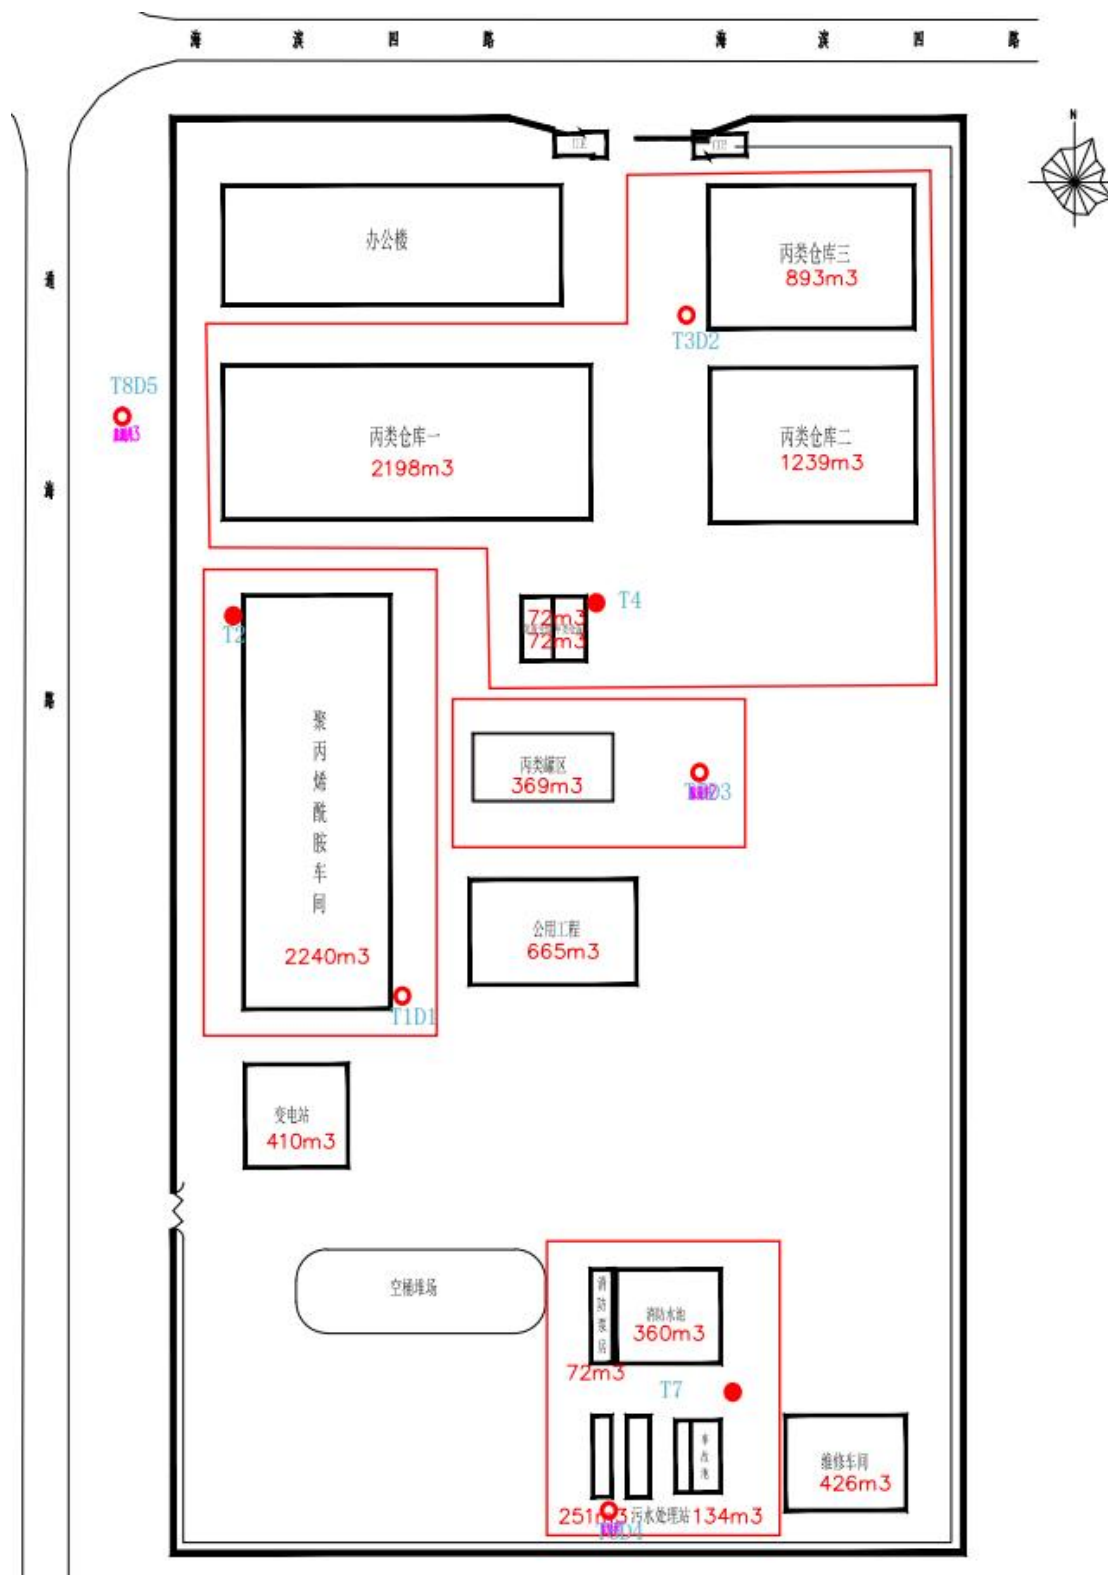 海 滨 四 路 海 滨 四 路
N
办公楼
丙类仓库三
893m3
通 海 路
T3D2
T8D5
丙类仓库一
2198m3
丙类仓库二
1239m3
T4
72m3
72m3
T2
聚丙烯酰胺车间
2240m3
丙类罐区
369m3
公用工程
665m3
T1D1
变电站
410m3
空桶堆场
消防泵房
消防水池
360m3
72m3
T7
事故池
维修车间
426m3
251m3 污水处理站 134m3